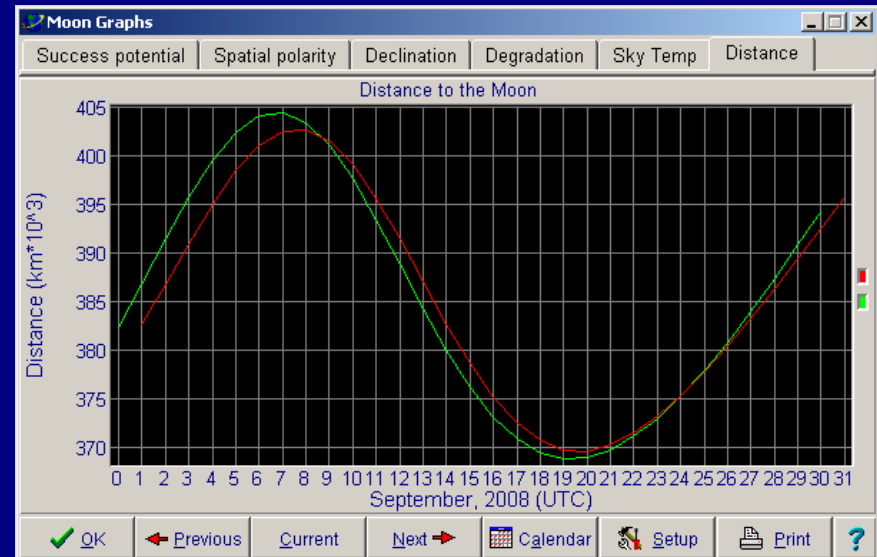 Moon Graphs
Success potential Spatial polarity Declination Degradation Sky Temp Distance
Distance to the Moon
Distance (km*10^3)
405
400
395
390
385
380
375
370
0 1 2 3 4 5 6 7 8 9 10 11 12 13 14 15 16 17 18 19 20 21 22 23 24 25 26 27 28 29 30 31
September, 2008 (UTC)
OK Previous Current Next Calendar Setup Print ?